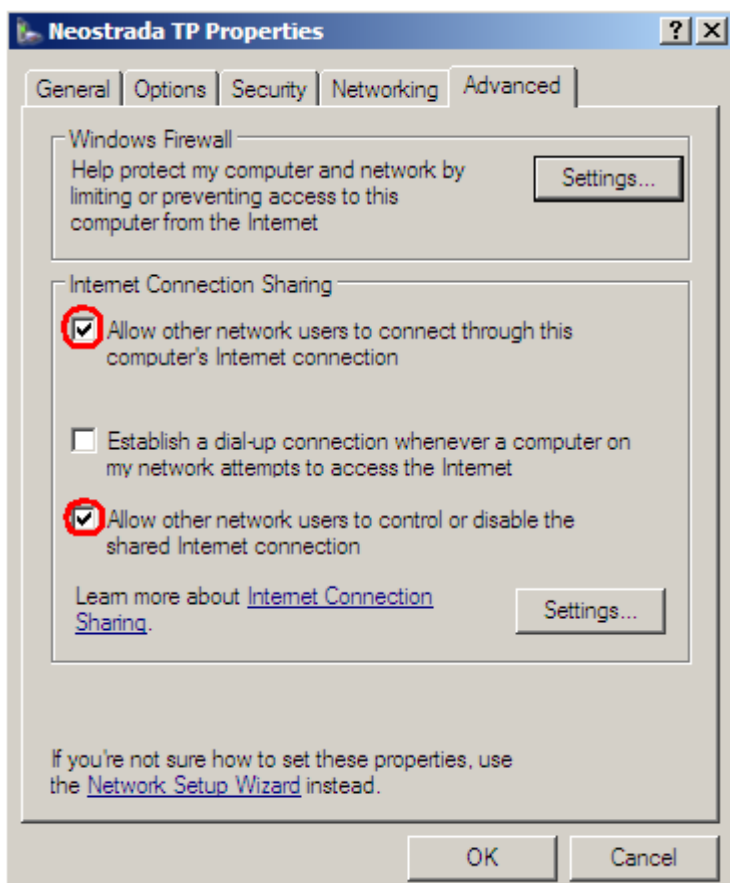 Neostrada TP Properties
General Options Security Networking Advanced
Windows Firewall
Help protect my computer and network by
limiting or preventing access to this
computer from the Internet
Settings...
Internet Connection Sharing
Allow other network users to connect through this
computer's Internet connection
Establish a dial-up connection whenever a computer on
my network attempts to access the Internet
Allow other network users to control or disable the
shared Internet connection
Learn more about Internet Connection
Sharing.
Settings...
If you're not sure how to set these properties, use
the Network Setup Wizard instead.
OK Cancel